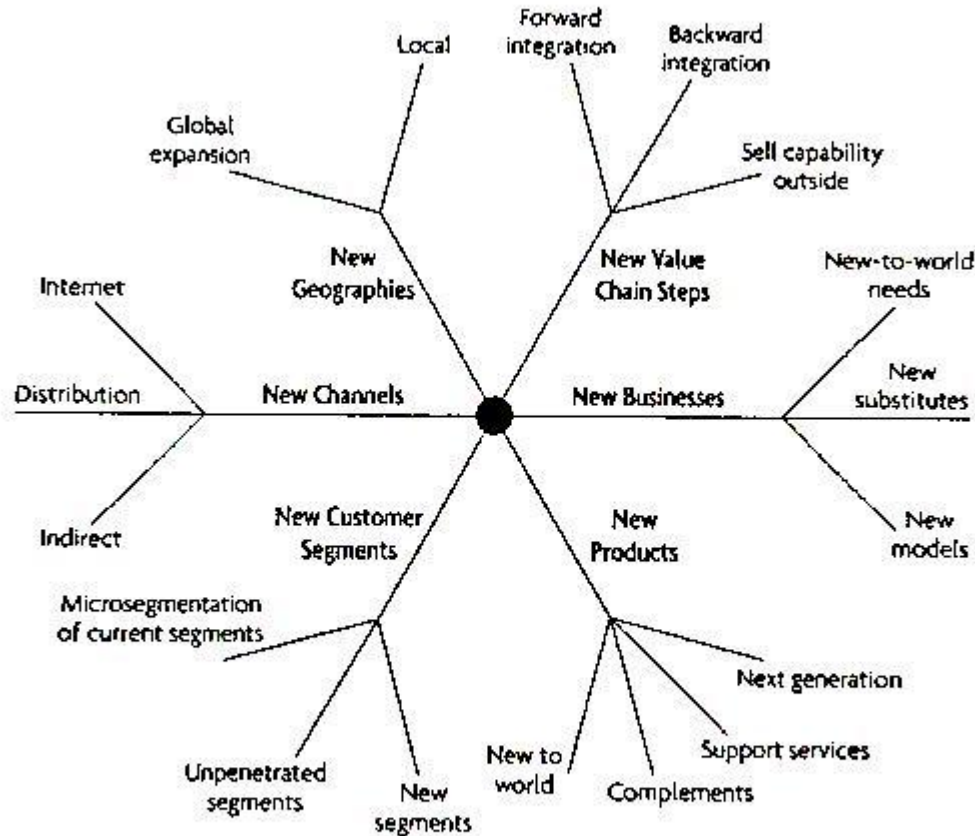 Local
Forward
integration
Backward
integration
Global
expansion
Sell capability
outside
New
Geographies
New Value
Chain Steps
New-to-world
needs
Internet
Distribution
New Channels
New Businesses
New
substitutes
Indirect
New Customer
Segments
New
Products
New
models
Microsegmentation
of current segments
Next generation
Unpenetrated
segments
New
segments
New to
world
Complements
Support services